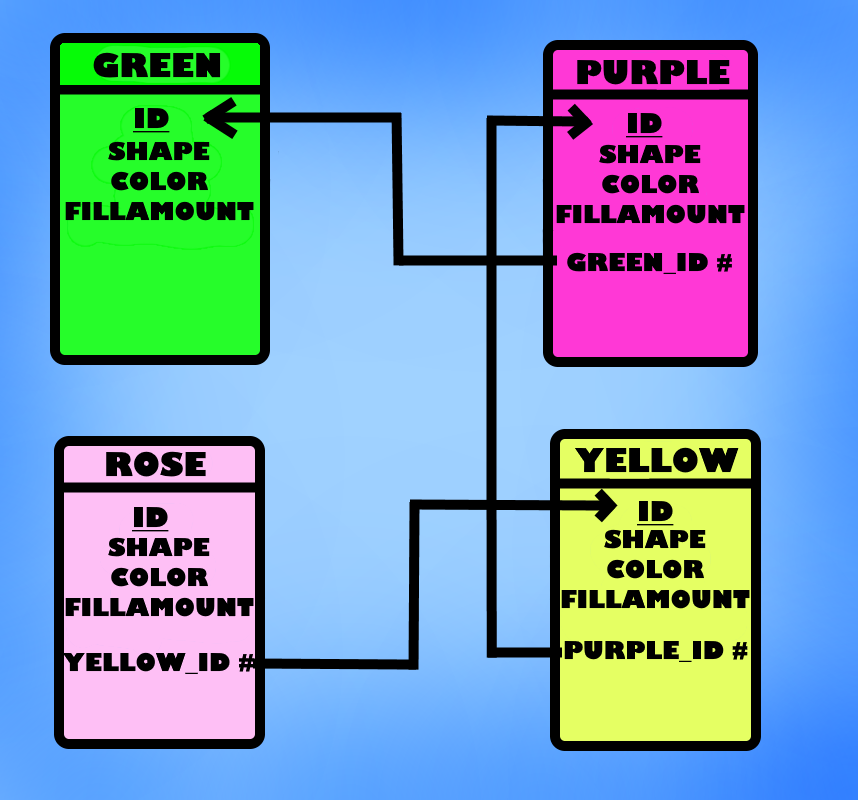 GREEN
ID
SHAPE
COLOR
FILLAMOUNT
PURPLE
ID
SHAPE
COLOR
FILLAMOUNT
GREEN_ID #
ROSE
ID
SHAPE
COLOR
FILLAMOUNT
YELLOW_ID #
YELLOW
ID
SHAPE
COLOR
FILLAMOUNT
PURPLE_ID #